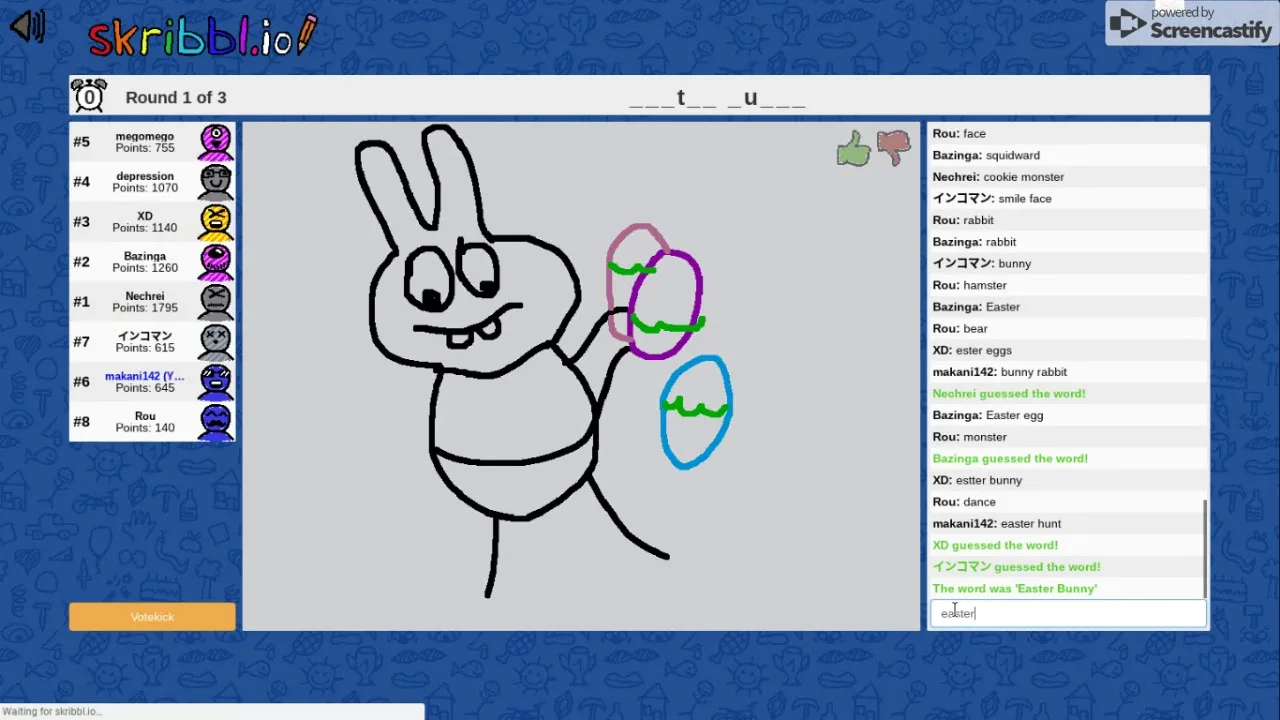 skribbl.io
powered by
Screencastify
0
Round 1 of 3
___t__ _u___
#5
megomego
Points: 755
#4
depression
Points: 1070
#3
XD
Points: 1140
#2
Bazinga
Points: 1260
#1
Nechrei
Points: 1795
#7
インコマン
Points: 615
#6
makani142 (Y...
Points: 645
#8
Rou
Points: 140
Votekick
Rou: face
Bazinga: squidward
Nechrei: cookie monster
インコマン: smile face
Rou: rabbit
Bazinga: rabbit
インコマン: bunny
Rou: hamster
Bazinga: Easter
Rou: bear
XD: ester eggs
makani142: bunny rabbit
Nechrei guessed the word!
Bazinga: Easter egg
Rou: monster
Bazinga guessed the word!
XD: estter bunny
Rou: dance
makani142: easter hunt
XD guessed the word!
インコマン guessed the word!
The word was 'Easter Bunny'
easter
Waiting for skribbl.io...